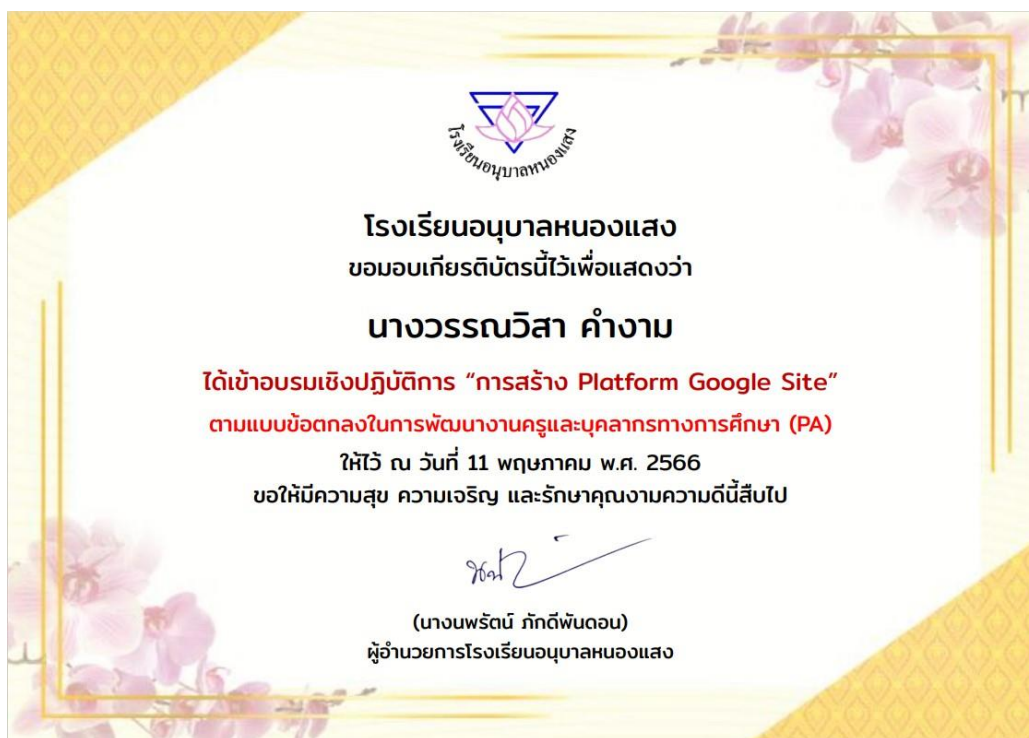 โรงเรียนอนุบาลหนองแสง
โรงเรียนอนุบาลหนองแสง
ขอมอบเกียรติบัตรนี้ไว้เพื่อแสดงว่า
นางวรรณวิสา คำงาม
ได้เข้าอบรมเชิงปฏิบัติการ “การสร้าง Platform Google Site”
ตามแบบข้อตกลงในการพัฒนางานครูและบุคลากรทางการศึกษา (PA)
ให้ไว้ ณ วันที่ 11 พฤษภาคม พ.ศ. 2566
ขอให้มีความสุข ความเจริญ และรักษาคุณงามความดีนี้สืบไป
(นางนพรัตน์ ภักดีพันดอน)
ผู้อำนวยการโรงเรียนอนุบาลหนองแสง